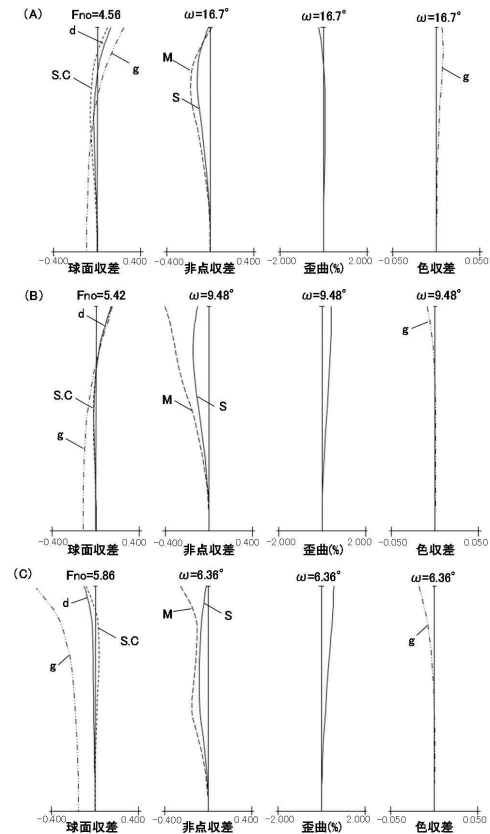 (A)
Fno=4.56 ω=16.7° ω=16.7° ω=16.7°
d
g
S.C
M
S
g
-0.400 0.400 -0.400 0.400 -2.000 2.000 -0.050 0.050
球面収差 非点収差 歪曲(%) 色収差
(B)
Fno=5.42 ω=9.48° ω=9.48° ω=9.48°
d
g
S.C
M
S
g
-0.400 0.400 -0.400 0.400 -2.000 2.000 -0.050 0.050
球面収差 非点収差 歪曲(%) 色収差
(C)
Fno=5.86 ω=6.36° ω=6.36° ω=6.36°
d
S.C
g
M
S
g
-0.400 0.400 -0.400 0.400 -2.000 2.000 -0.050 0.050
球面収差 非点収差 歪曲(%) 色収差